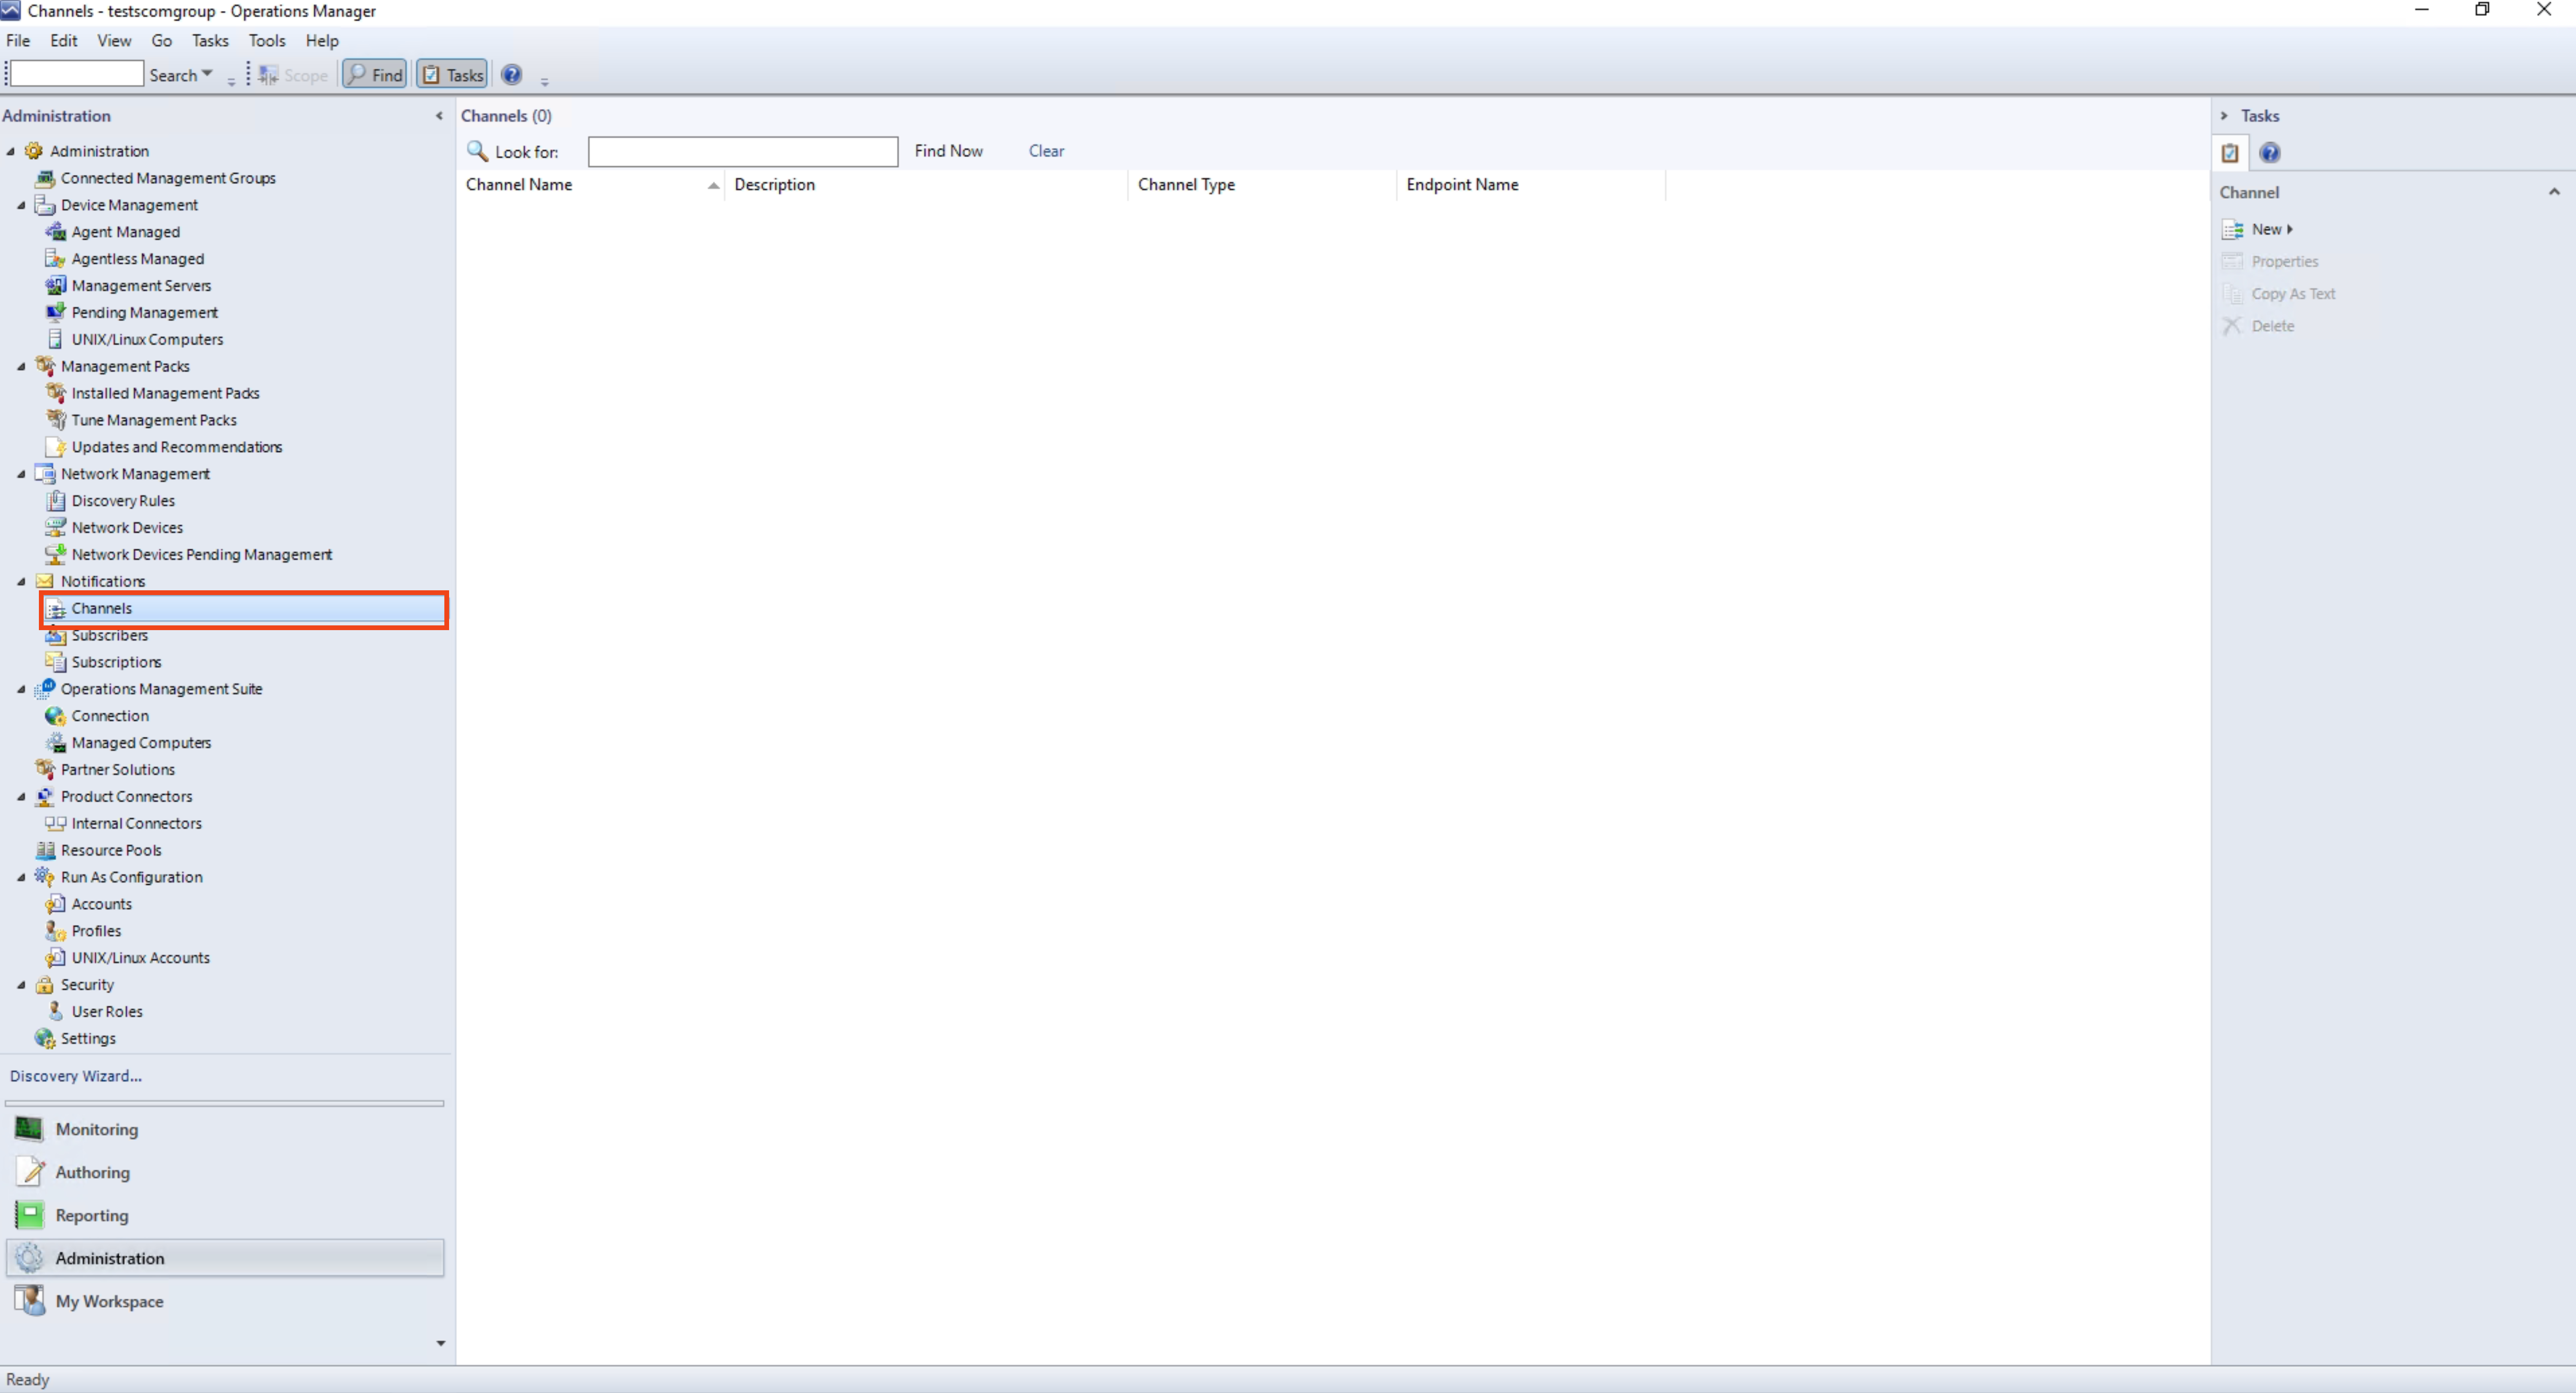 Channels - testscomgroup - Operations Manager
File Edit View Go Tasks Tools Help
Search Scope Find Tasks
Administration
Administration
Connected Management Groups
Device Management
Agent Managed
Agentless Managed
Management Servers
Pending Management
UNIX/Linux Computers
Management Packs
Installed Management Packs
Tune Management Packs
Updates and Recommendations
Network Management
Discovery Rules
Network Devices
Network Devices Pending Management
Notifications
Channels
Subscribers
Subscriptions
Operations Management Suite
Connection
Managed Computers
Partner Solutions
Product Connectors
Internal Connectors
Resource Pools
Run As Configuration
Accounts
Profiles
UNIX/Linux Accounts
Security
User Roles
Settings
Discovery Wizard...
Monitoring
Authoring
Reporting
Administration
My Workspace
Channels (0)
Look for: Find Now Clear
Channel Name Description Channel Type Endpoint Name
Tasks
Channel
New
Properties
Copy As Text
Delete
Ready